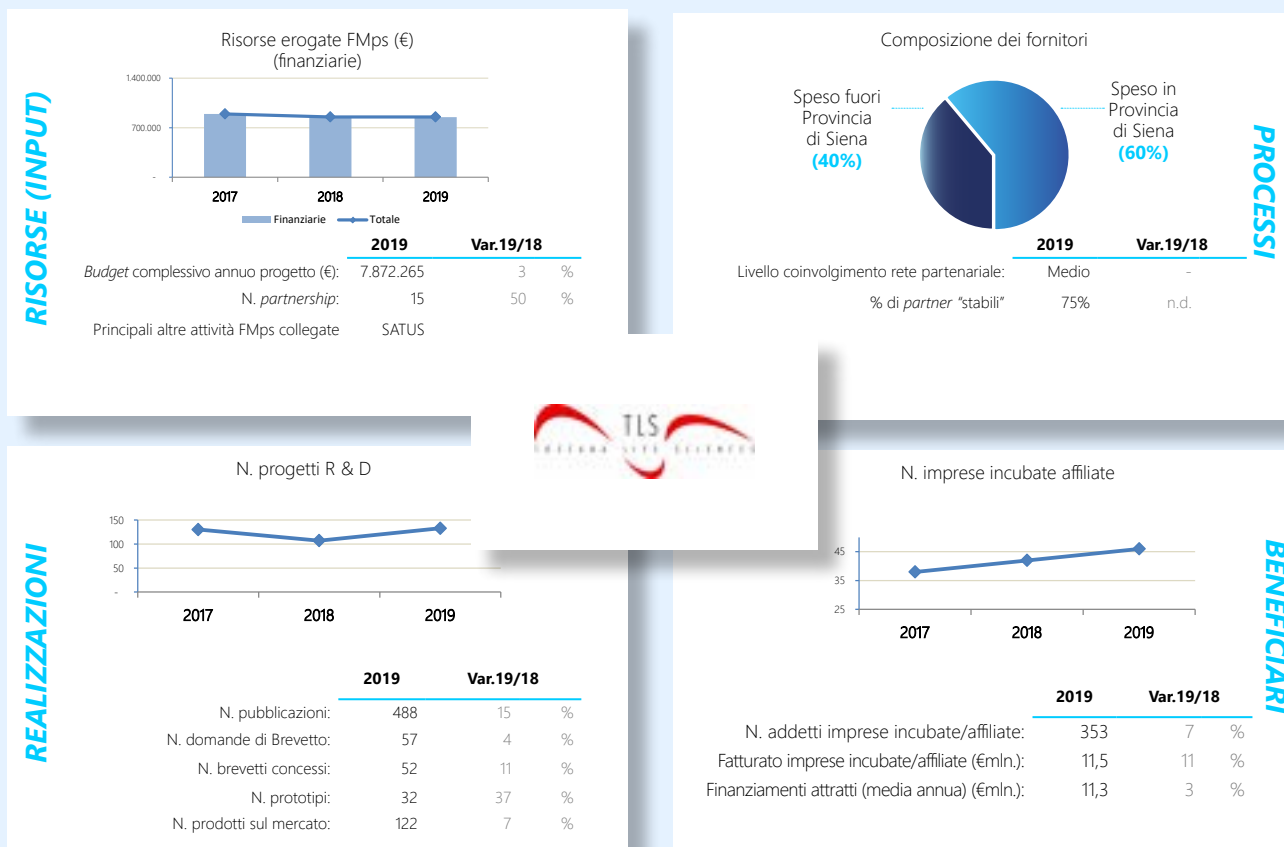 RISORSE (INPUT)
Risorse erogate FMps (€)
(finanziarie)
1.400.000
700.000
-
2017 2018 2019
Finanziarie Totale
2019 Var.19/18
Budget complessivo annuo progetto (€): 7.872.265 3 %
N. partnership: 15 50 %
Principali altre attività FMps collegate SATUS
PROCESSI
Composizione dei fornitori
Speso fuori
Provincia
di Siena
(40%)
Speso in
Provincia
di Siena
(60%)
2019 Var.19/18
Livello coinvolgimento rete partenariale: Medio -
% di partner "stabili" 75% n.d.
TLS
TOSCANA LIFE SCIENCES
REALIZZAZIONI
N. progetti R & D
150
100
50
-
2017 2018 2019
2019 Var.19/18
N. pubblicazioni: 488 15 %
N. domande di Brevetto: 57 4 %
N. brevetti concessi: 52 11 %
N. prototipi: 32 37 %
N. prodotti sul mercato: 122 7 %
BENEFICIARI
N. imprese incubate affiliate
45
35
25
2017 2018 2019
2019 Var.19/18
N. addetti imprese incubate/affiliate: 353 7 %
Fatturato imprese incubate/affiliate (€mln.): 11,5 11 %
Finanziamenti attratti (media annua) (€mln.): 11,3 3 %